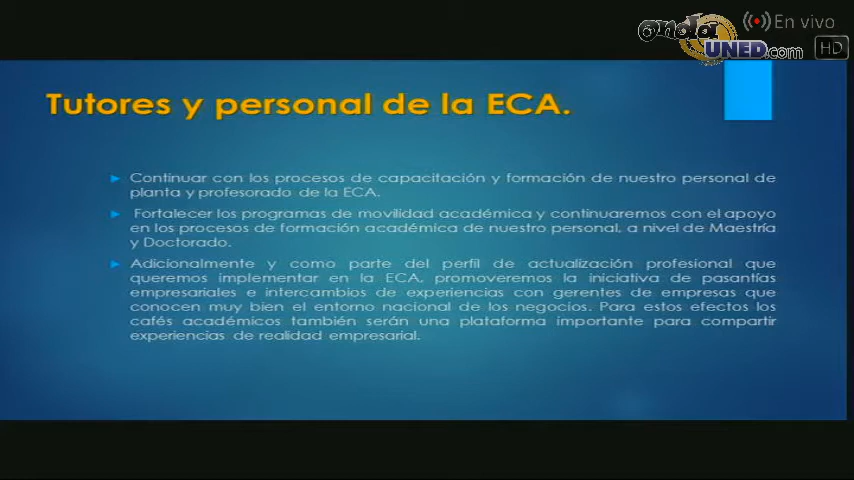 onda
UNED.com
En vivo
HD
Tutores y personal de la ECA.
Continuar con los procesos de capacitación y formación de nuestro personal de
planta y profesorado de la ECA.
Fortalecer los programas de movilidad académica y continuaremos con el apoyo
en los procesos de formación académica de nuestro personal, a nivel de Maestría
y Doctorado.
Adicionalmente y como parte del perfil de actualización profesional que
queremos implementar en la ECA, promoveremos la iniciativa de pasantías
empresariales e intercambios de experiencias con gerentes de empresas que
conocen muy bien el entorno nacional de los negocios. Para estos efectos los
cafés académicos también serán una plataforma importante para compartir
experiencias de realidad empresarial.